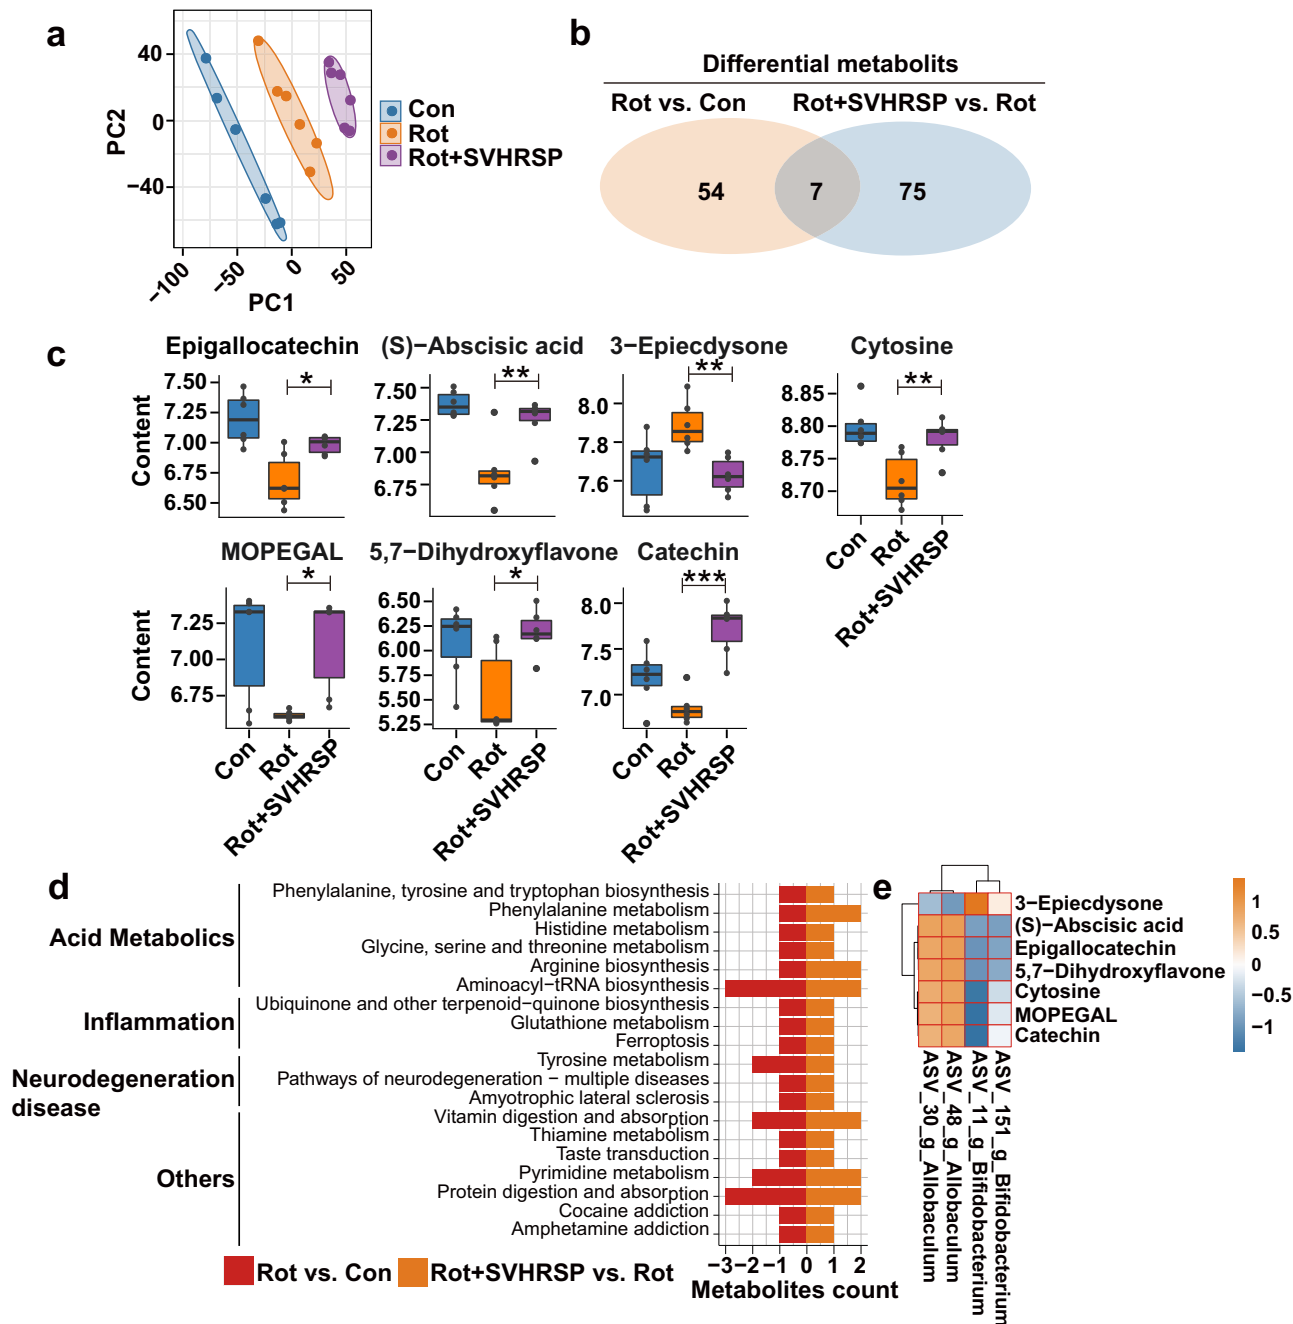 a
40
0
−40
PC2
−100
−50
0
50
PC1
Con
Rot
Rot+SVHRSP
b
Differential metabolits
Rot vs. Con
Rot+SVHRSP vs. Rot
54
7
75
c
Epigallocatechin
(S)−Abscisic acid
3−Epiecdysone
Cytosine
Content
7.50
7.25
7.00
6.75
6.50
*
7.50
7.25
7.00
6.75
**
8.0
7.8
7.6
**
8.85
8.80
8.75
8.70
**
Con
Rot
Rot+SVHRSP
MOPEGAL
5,7−Dihydroxyflavone
Catechin
Content
7.25
7.00
6.75
*
6.50
6.25
6.00
5.75
5.50
5.25
*
8.0
7.5
7.0
***
Con
Rot
Rot+SVHRSP
Con
Rot
Rot+SVHRSP
Con
Rot
Rot+SVHRSP
d
Acid Metabolics
Inflammation
Neurodegeneration
disease
Others
Phenylalanine, tyrosine and tryptophan biosynthesis
Phenylalanine metabolism
Histidine metabolism
Glycine, serine and threonine metabolism
Arginine biosynthesis
Aminoacyl−tRNA biosynthesis
Ubiquinone and other terpenoid−quinone biosynthesis
Glutathione metabolism
Ferroptosis
Tyrosine metabolism
Pathways of neurodegeneration − multiple diseases
Amyotrophic lateral sclerosis
Vitamin digestion and absorption
Thiamine metabolism
Taste transduction
Pyrimidine metabolism
Protein digestion and absorption
Cocaine addiction
Amphetamine addiction
−3 −2 −1 0 1 2
Metabolites count
Rot vs. Con
Rot+SVHRSP vs. Rot
e
3−Epiecdysone
(S)−Abscisic acid
Epigallocatechin
5,7−Dihydroxyflavone
Cytosine
MOPEGAL
Catechin
ASV_30_g_Allobaculum
ASV_48_g_Allobaculum
ASV_11_g_Bifidobacterium
ASV_151_g_Bifidobacterium
1
0.5
0
−0.5
−1